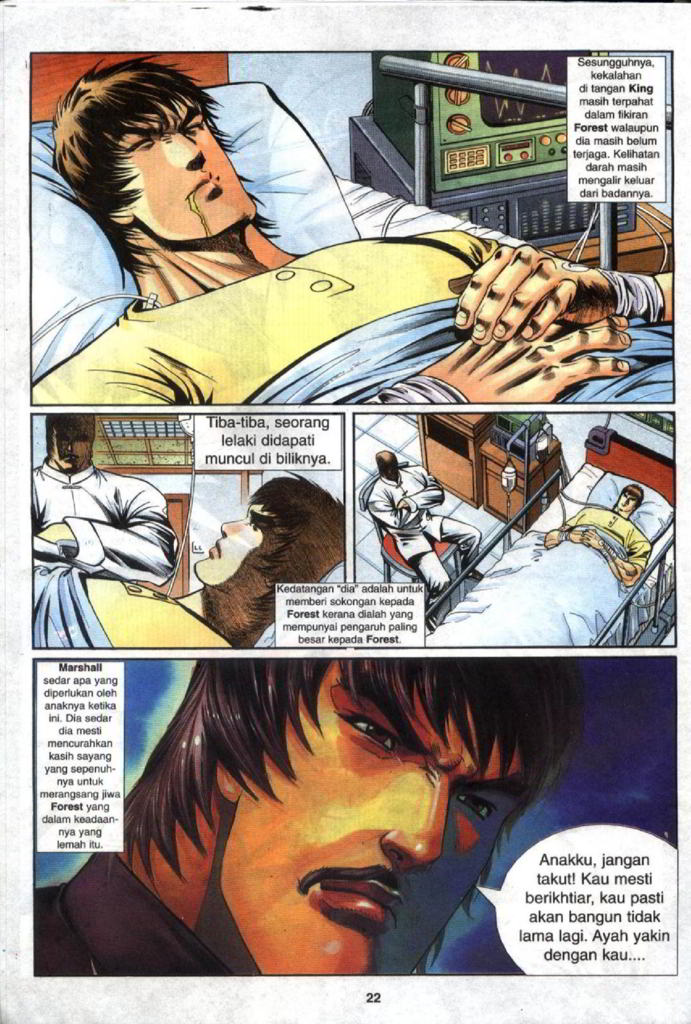 Sesungguhnya,
kekalahan
di tangan King
masih terpahat
dalam fikiran
Forest walaupun
dia masih belum
terjaga. Kelihatan
darah masih
mengalir keluar
dari badannya.
Tiba-tiba, seorang
lelaki didapati
muncul di biliknya.
Kedatangan "dia" adalah untuk
memberi sokongan kepada
Forest kerana dialah yang
mempunyai pengaruh paling
besar kepada Forest.
Marshall
sedar apa yang
diperlukan oleh
anaknya ketika
ini. Dia sedar
dia mesti
mencurahkan
kasih sayang
yang sepenuh-
nya untuk
merangsang jiwa
Forest yang
dalam keadaan-
nya yang
lemah itu.
Anakku, jangan
takut! Kau mesti
berikhtiar, kau pasti
akan bangun tidak
lama lagi. Ayah yakin
dengan kau....
22